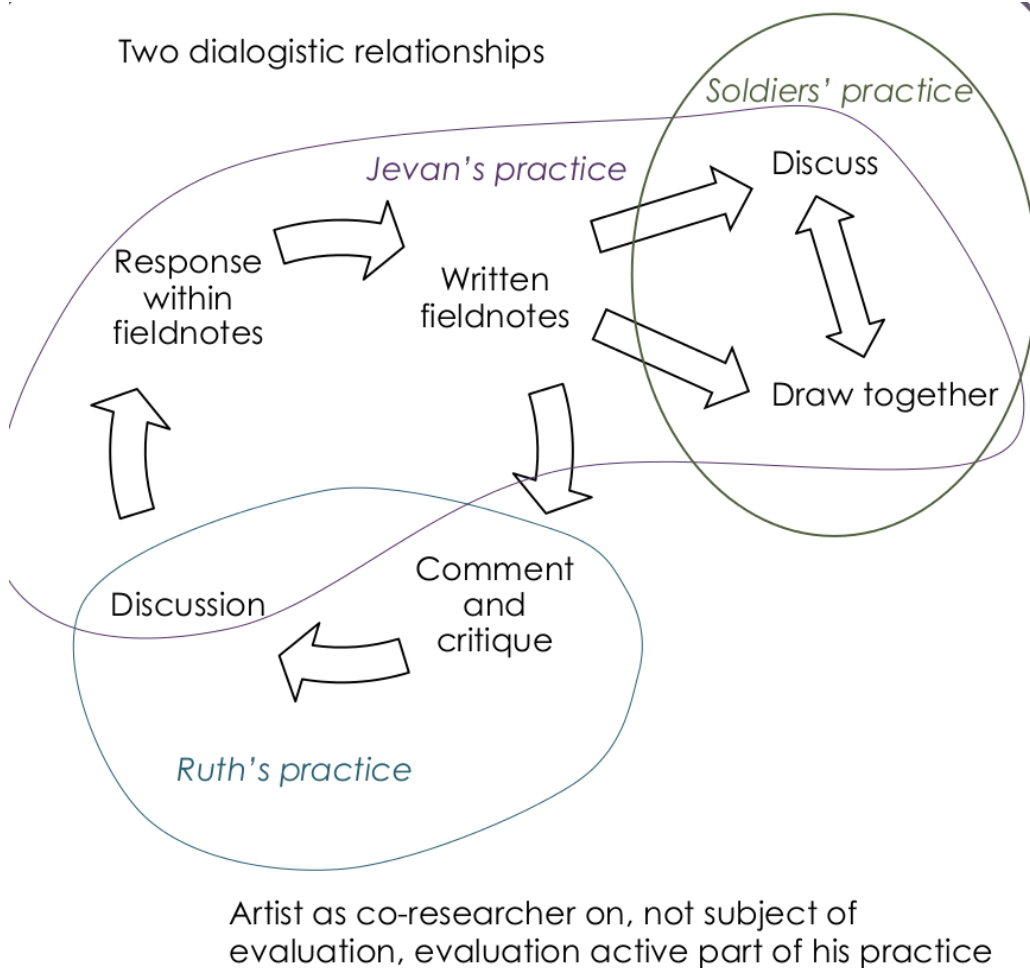 Two dialogistic relationships
Soldiers’ practice
Jevan’s practice
Discuss
Response
within
fieldnotes
Written
fieldnotes
Draw together
Comment
and
critique
Discussion
Ruth’s practice
Artist as co-researcher on, not subject of
evaluation, evaluation active part of his practice